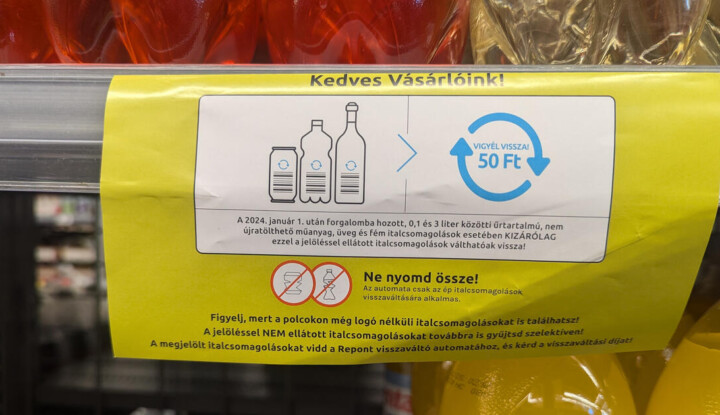 Kedves Vásárlóink!
VIGYÉL VISSZA!
50 Ft
A 2024. január 1. után forgalomba hozott, 0,1 és 3 liter közötti űrtartalmú, nem
újratölthető műanyag, üveg és fém italcsomagolások esetében KIZÁRÓLAG
ezzel a jelöléssel ellátott italcsomagolások válthatóak vissza!
Ne nyomd össze!
Az automata csak az ép italcsomagolások
visszaváltására alkalmas.
Figyelj, mert a polcokon még logó nélküli italcsomagolásokat is találhatsz!
A jelöléssel NEM ellátott italcsomagolásokat továbbra is gyűjtsd szelektíven!
A megjelölt italcsomagolásokat vidd a Repont visszaváltó automatához, és kérd a visszaváltási díjat!